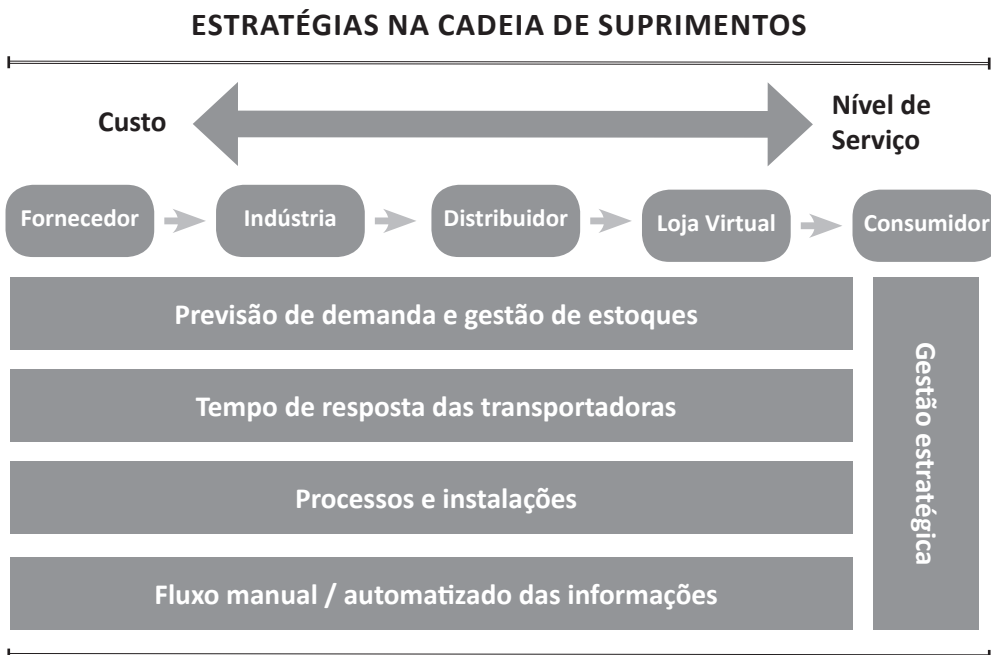 ESTRATÉGIAS NA CADEIA DE SUPRIMENTOS
Custo
Nível de
Serviço
Fornecedor
Indústria
Distribuidor
Loja Virtual
Consumidor
Previsão de demanda e gestão de estoques
Tempo de resposta das transportadoras
Processos e instalações
Fluxo manual / automatizado das informações
Gestão estratégica